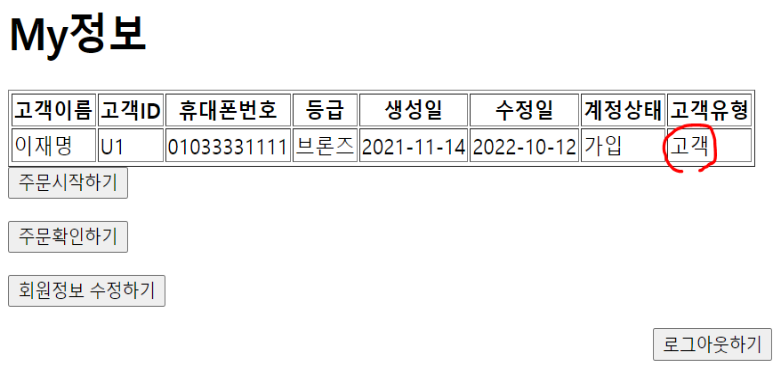 My정보
고객이름 고객ID 휴대폰번호 등급 생성일 수정일 계정상태 고객유형
이재명 U1 01033331111 브론즈 2021-11-14 2022-10-12 가입 고객
주문시작하기
주문확인하기
회원정보 수정하기
로그아웃하기